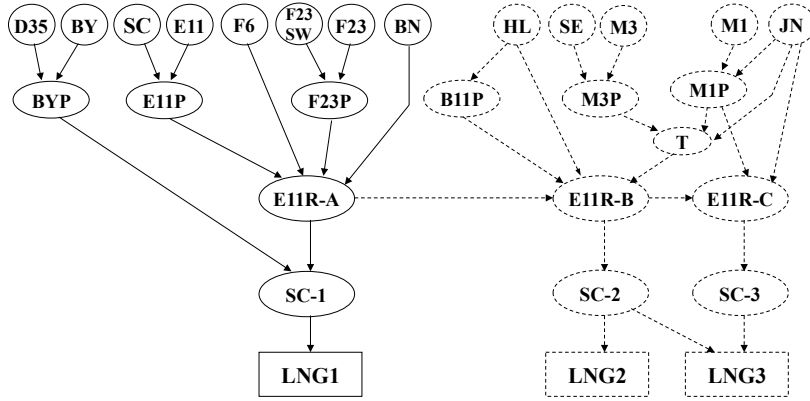 D35
BY
SC
E11
F6
F23
SW
F23
BN
HL
SE
M3
M1
JN
BYP
E11P
F23P
B11P
M3P
M1P
T
E11R-A
E11R-B
E11R-C
SC-1
SC-2
SC-3
LNG1
LNG2
LNG3